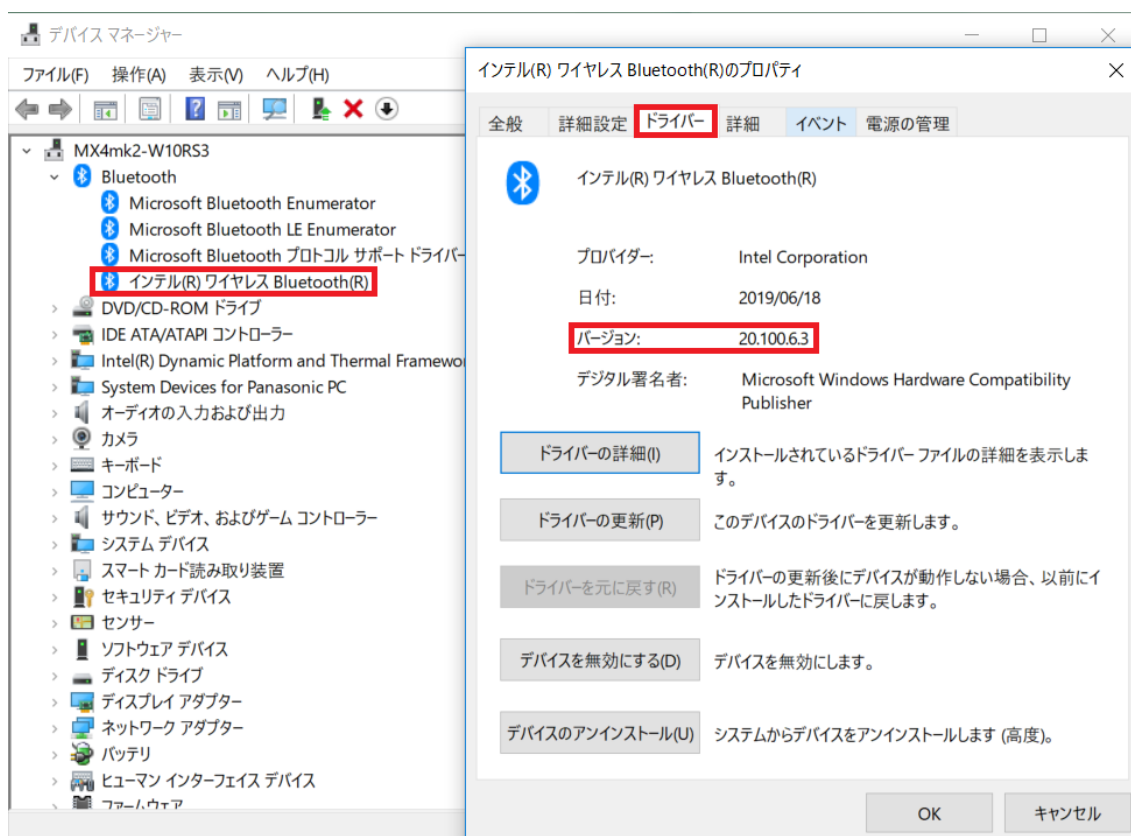 デバイス マネージャー
ファイル(F) 操作(A) 表示(V) ヘルプ(H)
MX4mk2-W10RS3
Bluetooth
Microsoft Bluetooth Enumerator
Microsoft Bluetooth LE Enumerator
Microsoft Bluetooth プロトコル サポート ドライバー
インテル(R) ワイヤレス Bluetooth(R)
DVD/CD-ROM ドライブ
IDE ATA/ATAPI コントローラー
Intel(R) Dynamic Platform and Thermal Framewo
System Devices for Panasonic PC
オーディオの入力および出力
カメラ
キーボード
コンピューター
サウンド、ビデオ、およびゲーム コントローラー
システム デバイス
スマート カード読み取り装置
セキュリティ デバイス
センサー
ソフトウェア デバイス
ディスク ドライブ
ディスプレイ アダプター
ネットワーク アダプター
バッテリ
ヒューマン インターフェイス デバイス
ファームウェア
インテル(R) ワイヤレス Bluetooth(R)のプロパティ
全般 詳細設定 ドライバー 詳細 イベント 電源の管理
インテル(R) ワイヤレス Bluetooth(R)
プロバイダー: Intel Corporation
日付: 2019/06/18
バージョン: 20.100.6.3
デジタル署名者: Microsoft Windows Hardware Compatibility
Publisher
ドライバーの詳細(I) インストールされているドライバー ファイルの詳細を表示しま
す。
ドライバーの更新(P) このデバイスのドライバーを更新します。
ドライバーを元に戻す(R) ドライバーの更新後にデバイスが動作しない場合、以前にイ
ンストールしたドライバーに戻します。
デバイスを無効にする(D) デバイスを無効にします。
デバイスのアンインストール(U) システムからデバイスをアンインストールします (高度)。
OK キャンセル